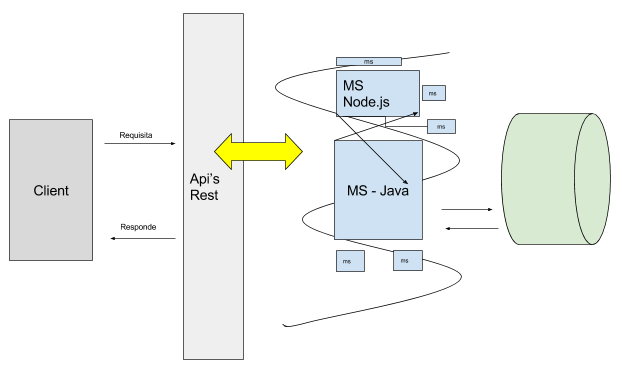 Client
Requisita
Responde
Api's
Rest
ms
MS
Node.js
ms
ms
MS - Java
ms
ms